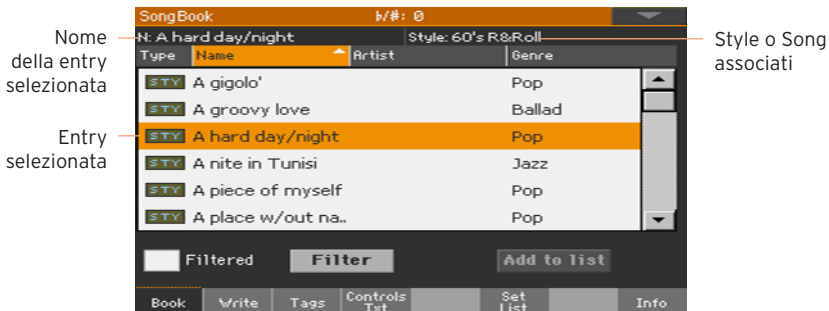 SongBook ♭/#: 0
Nome della entry selezionata
N: A hard day/night Style: 60's R&Roll
Style o Song associati
Type Name Artist Genre
STY A gigolo' Pop
STY A groovy love Ballad
Entry selezionata
STY A hard day/night Pop
STY A nite in Tunisi Jazz
STY A piece of myself Pop
STY A place w/out na.. Pop
Filtered Filter Add to list
Book Write Tags Controls Txt Set List Info